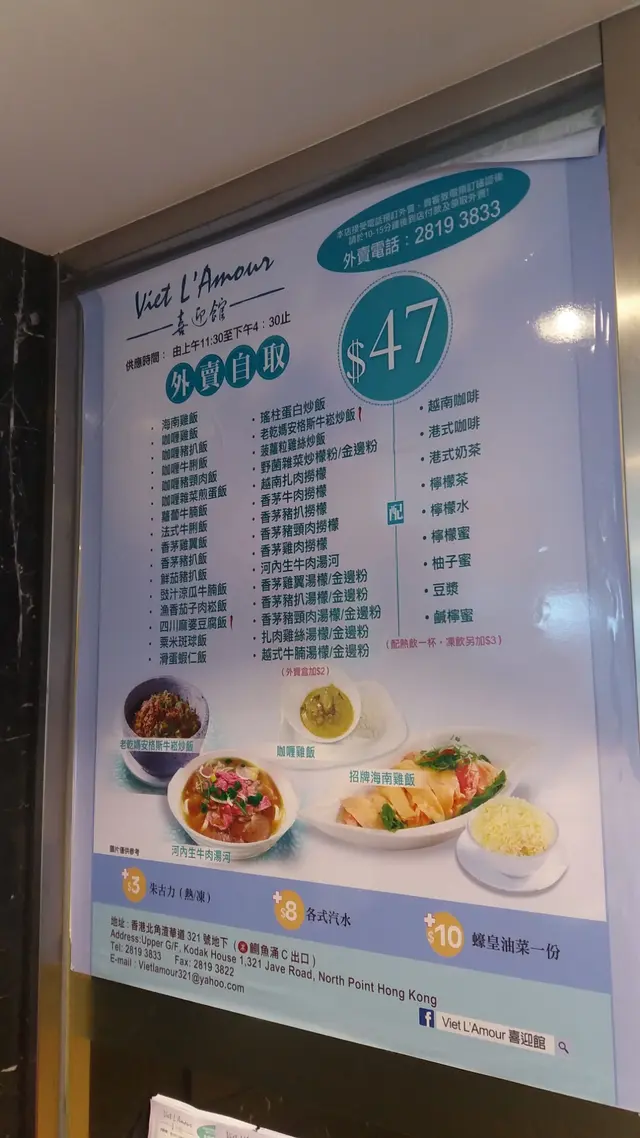 本店接受電話預訂外賣,貴客致電柴訂確認後
請於10-15分鐘後到店付款及領取外賣!
外賣電話：2819 3833
Viet L'Amour
喜迎館
供應時間： 由上午11:30至下午4：30止
外賣自取
$47
・海南雞飯
・咖喱雞飯
・咖喱豬扒飯
・咖喱牛脷飯
・咖喱豬頸肉飯
・咖喱雜菜煎蛋飯
・蘿蔔牛腩飯
・法式牛脷飯
・香茅雞翼飯
・香茅豬扒飯
・鮮茄豬扒飯
・豉汁涼瓜牛腩飯
・漁香茄子肉崧飯
・四川麻婆豆腐飯
・粟米斑球飯
・滑蛋蝦仁飯
・瑤柱蛋白炒飯
・老乾媽安格斯牛崧炒飯
・菠蘿粒雞絲炒飯
・野菌雜菜炒檬粉/金邊粉
・越南扎肉撈檬
・香茅牛肉撈檬
・香茅豬扒撈檬
・香茅豬頸肉撈檬
・香茅雞肉撈檬
・河內生牛肉湯河
・香茅雞翼湯檬/金邊粉
・香茅豬扒湯檬/金邊粉
・香茅豬頸肉湯檬/金邊粉
・扎肉雞絲湯檬/金邊粉
・越式牛腩湯檬/金邊粉
(外賣盒加$2)
配
・越南咖啡
・港式咖啡
・港式奶茶
・檸檬茶
・檸檬水
・檸檬蜜
・柚子蜜
・豆漿
・鹹檸蜜
(配熱飲一杯，凍飲另加$3)
老乾媽安格斯牛崧炒飯
咖喱雞飯
招牌海南雞飯
河內生牛肉湯河
圖片僅供參考
+$3 朱古力 (熱/凍)
+$8 各式汽水
+$10 蠔皇油菜一份
地址：香港北角渣華道 321 號地下 ( 鰂魚涌 C 出口 )
Address:Upper G/F, Kodak House 1,321 Jave Road, North Point Hong Kong
Tel: 2819 3833 Fax: 2819 3822
E-mail : Vietlamour321@yahoo.com
f Viet L'Amour 喜迎館
Viet L'Amour